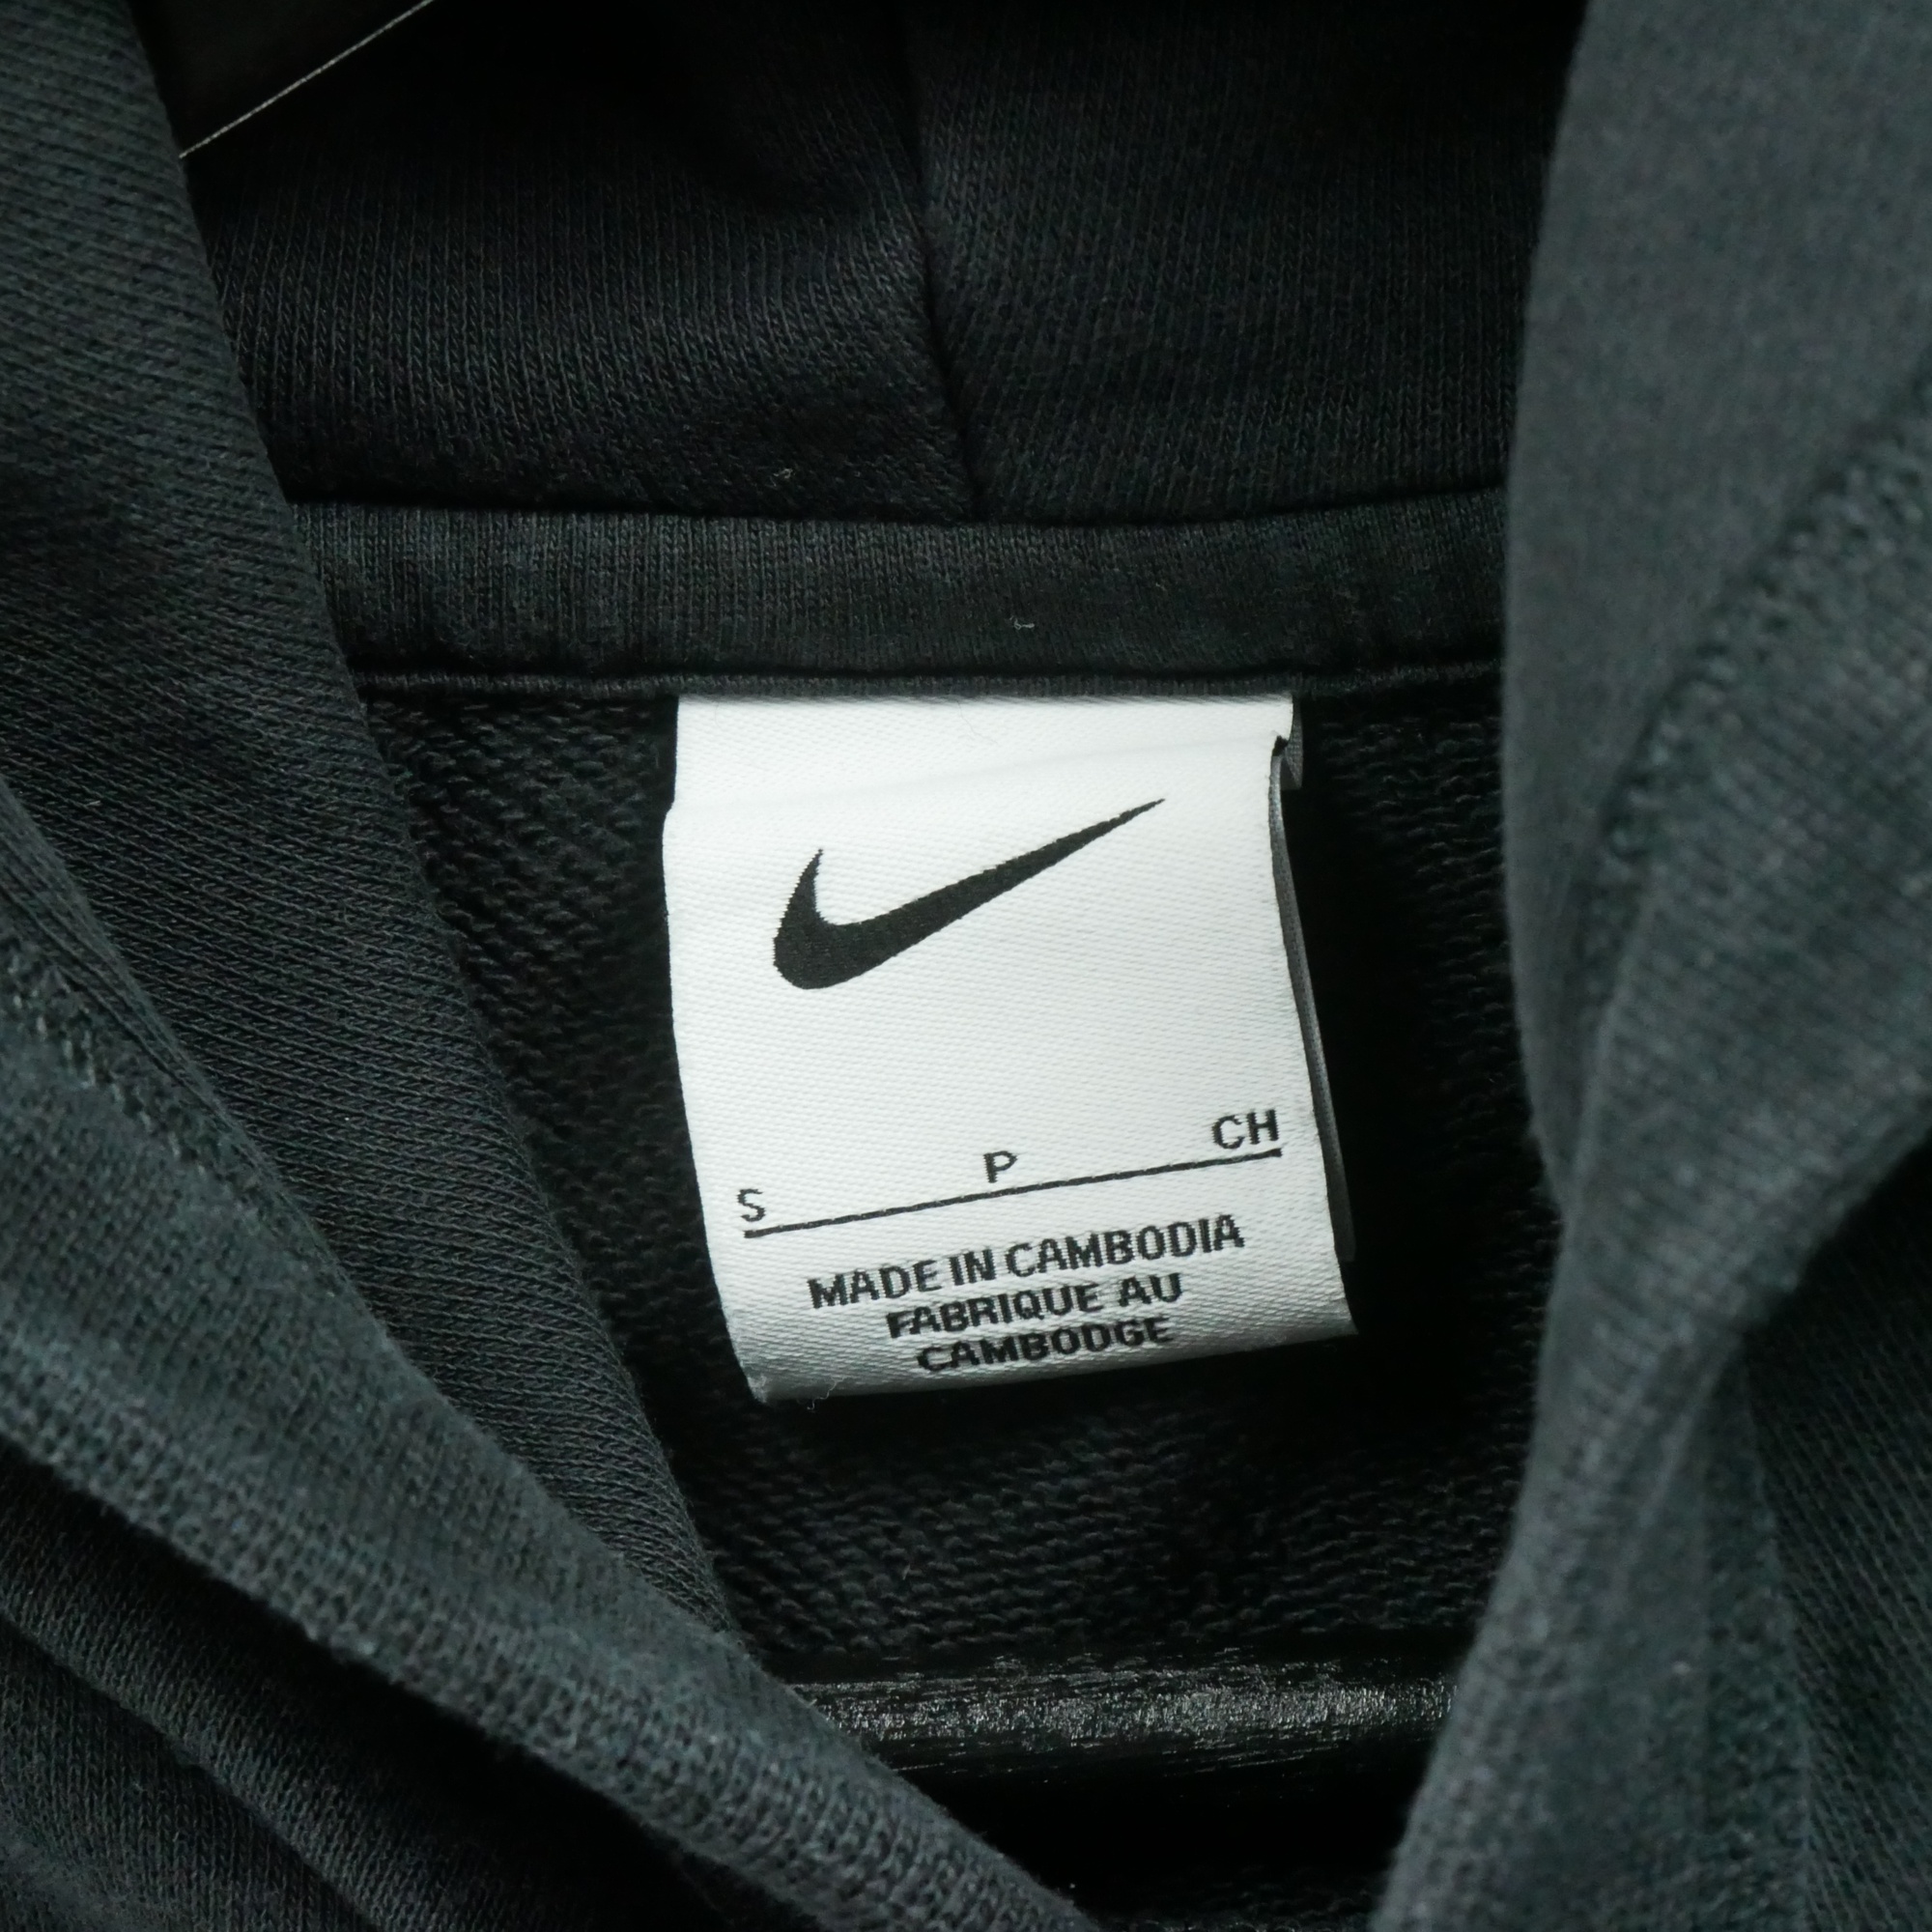 S P CH
MADE IN CAMBODIA
FABRIQUE AU
CAMBODGE